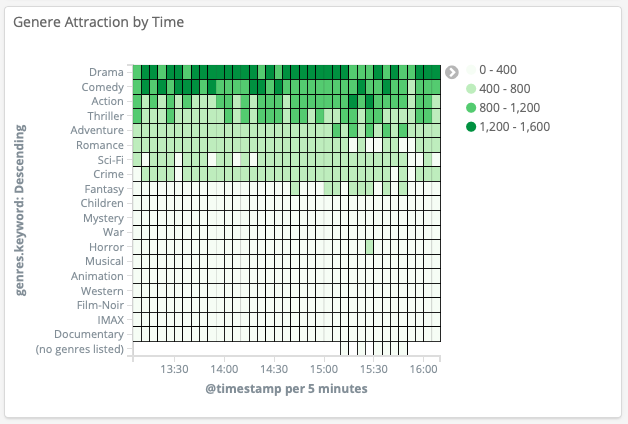 Genere Attraction by Time
genres.keyword: Descending
Drama
Comedy
Action
Thriller
Adventure
Romance
Sci-Fi
Crime
Fantasy
Children
Mystery
War
Horror
Musical
Animation
Western
Film-Noir
IMAX
Documentary
(no genres listed)
13:30 14:00 14:30 15:00 15:30 16:00
@timestamp per 5 minutes
0 - 400
400 - 800
800 - 1,200
1,200 - 1,600